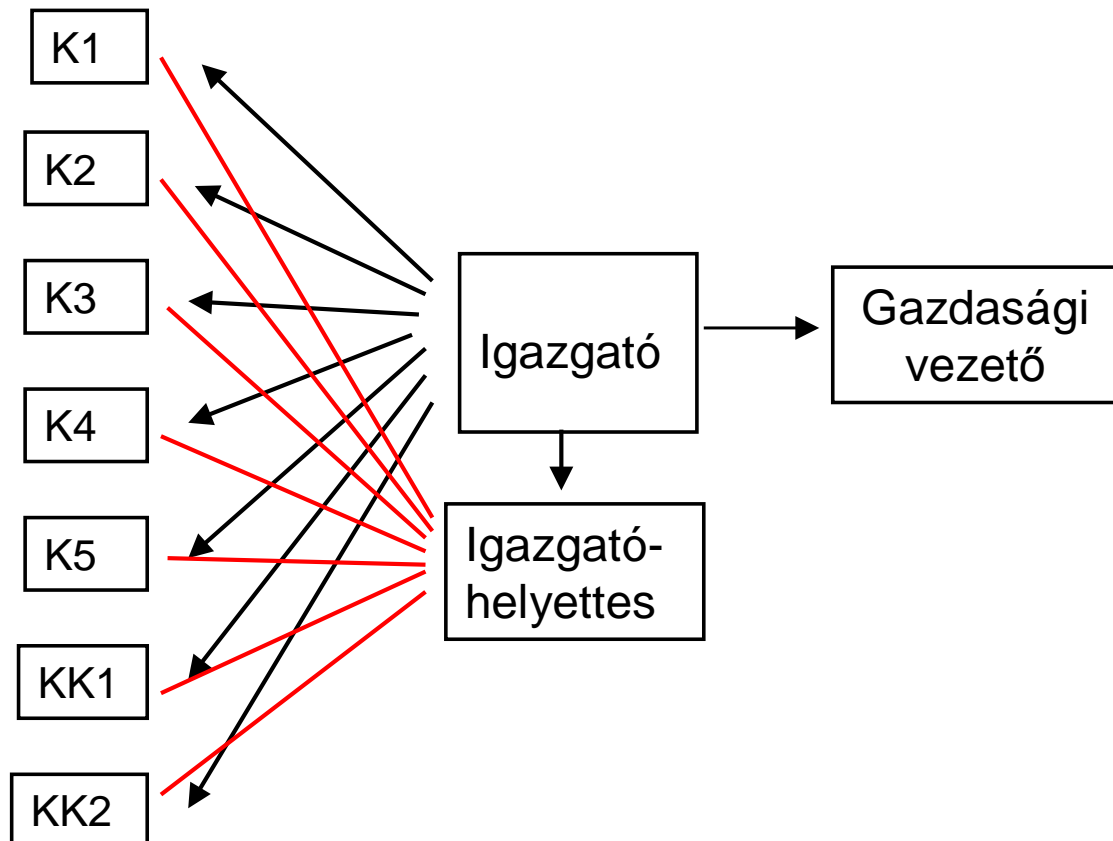 K1
K2
K3
K4
K5
KK1
KK2
Igazgató
Igazgató-
helyettes
Gazdasági
vezető